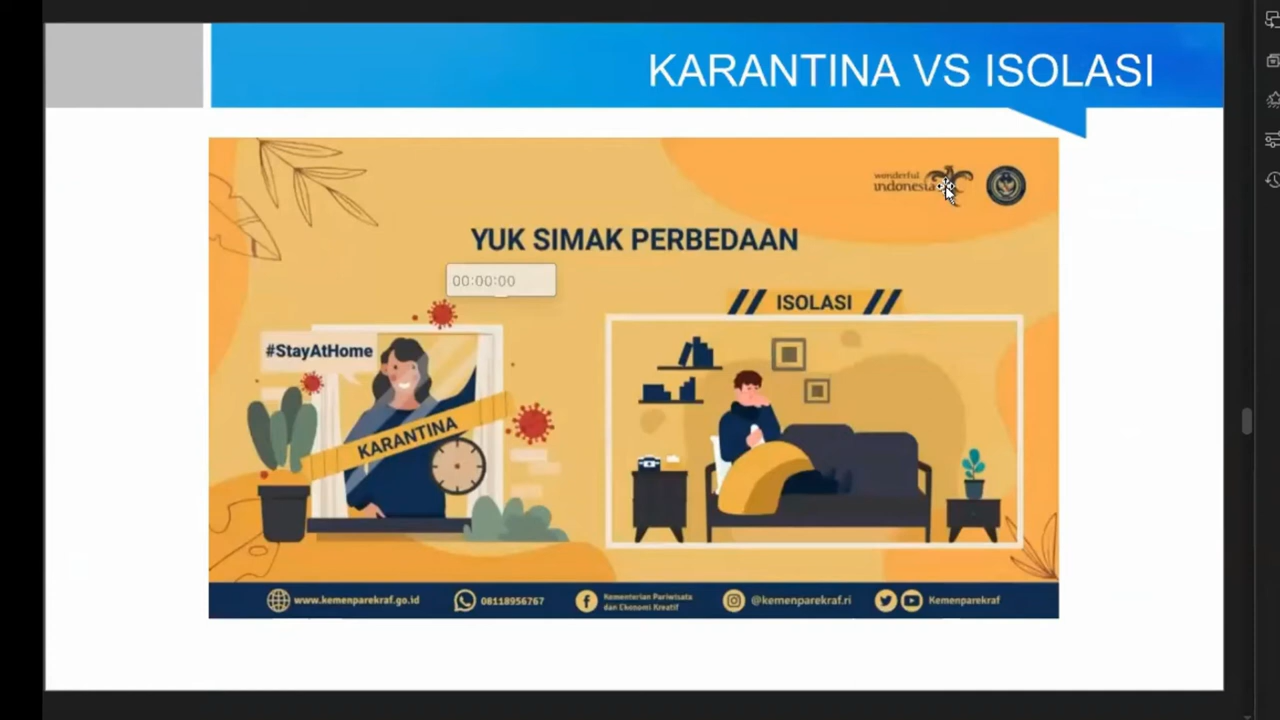 KARANTINA VS ISOLASI
wonderful
indonesia
YUK SIMAK PERBEDAAN
00:00:00
ISOLASI
#StayAtHome
KARANTINA
www.kemenparekraf.go.id
08118956767
Kementerian Pariwisata
dan Ekonomi Kreatif
@kemenparekraf.ri
Kemenparekraf